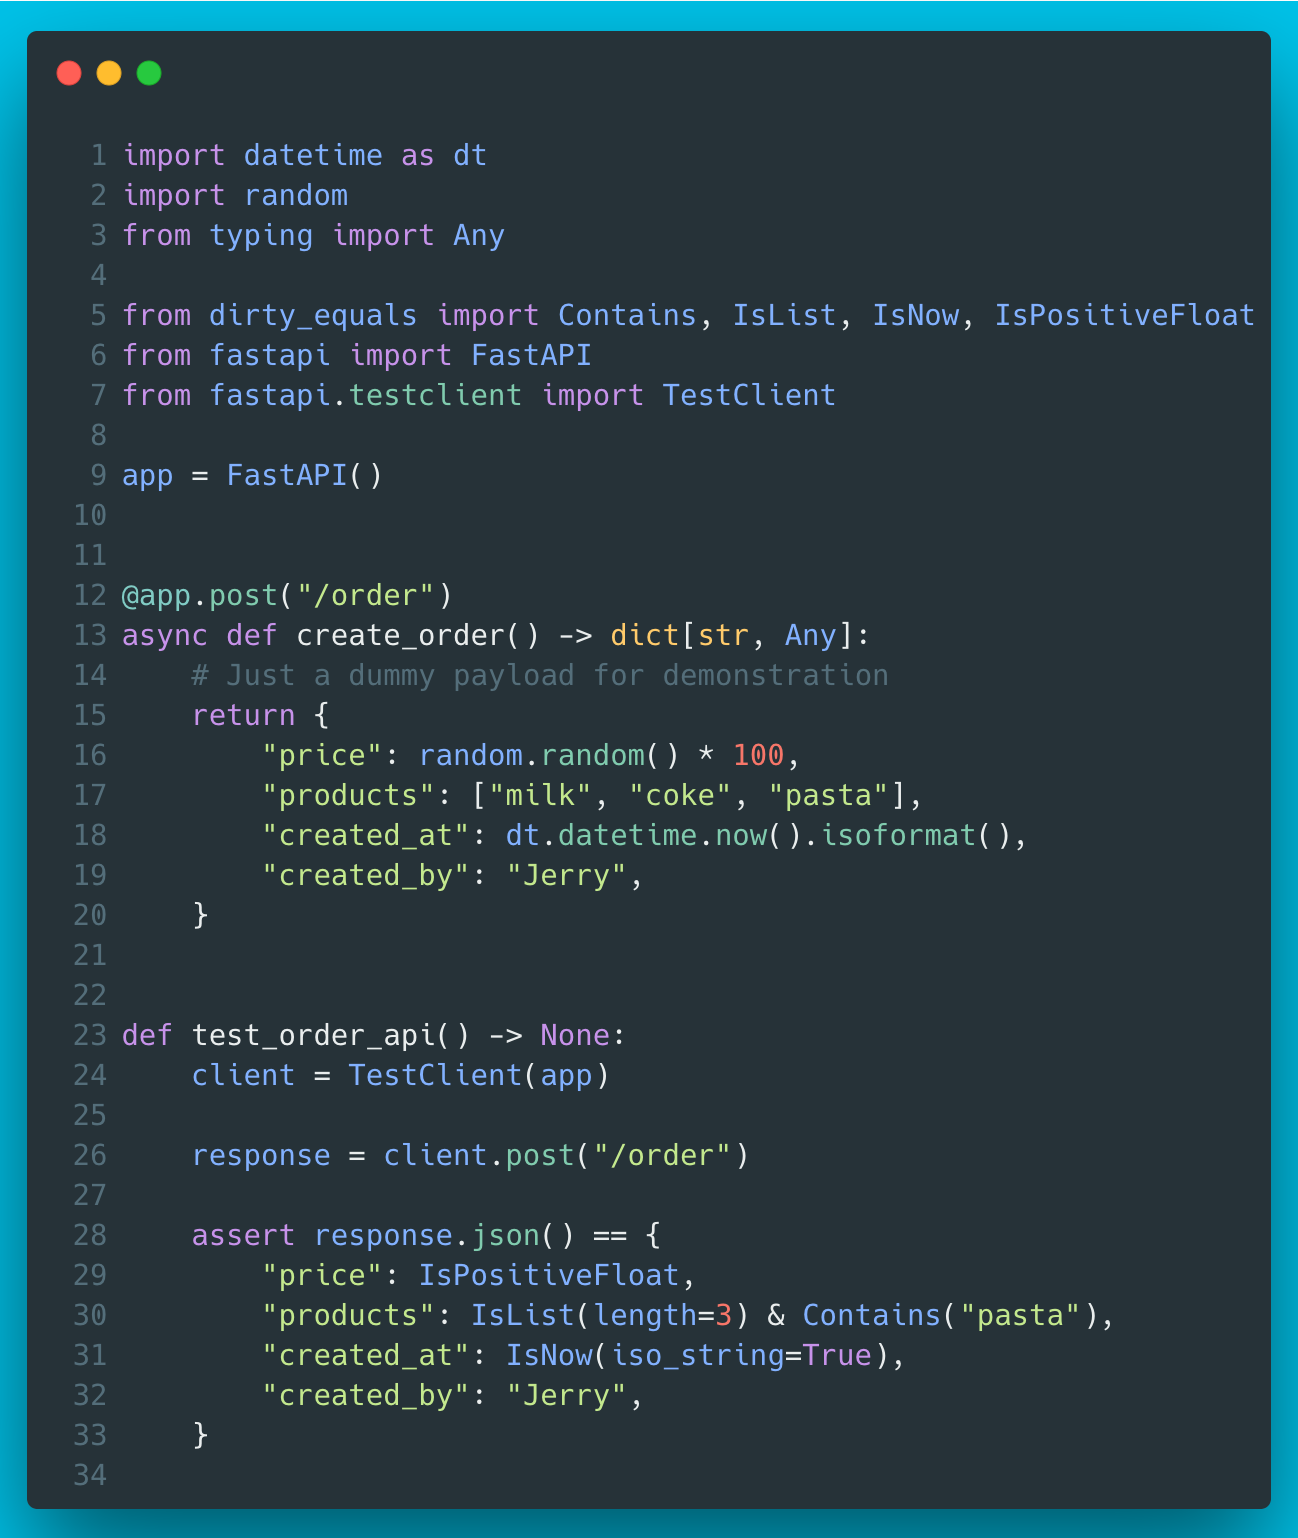 1 import datetime as dt
2 import random
3 from typing import Any
4
5 from dirty_equals import Contains, IsList, IsNow, IsPositiveFloat
6 from fastapi import FastAPI
7 from fastapi.testclient import TestClient
8
9 app = FastAPI()
10
11
12 @app.post("/order")
13 async def create_order() -> dict[str, Any]:
14     # Just a dummy payload for demonstration
15     return {
16         "price": random.random() * 100,
17         "products": ["milk", "coke", "pasta"],
18         "created_at": dt.datetime.now().isoformat(),
19         "created_by": "Jerry",
20     }
21
22
23 def test_order_api() -> None:
24     client = TestClient(app)
25
26     response = client.post("/order")
27
28     assert response.json() == {
29         "price": IsPositiveFloat,
30         "products": IsList(length=3) & Contains("pasta"),
31         "created_at": IsNow(iso_string=True),
32         "created_by": "Jerry",
33     }
34